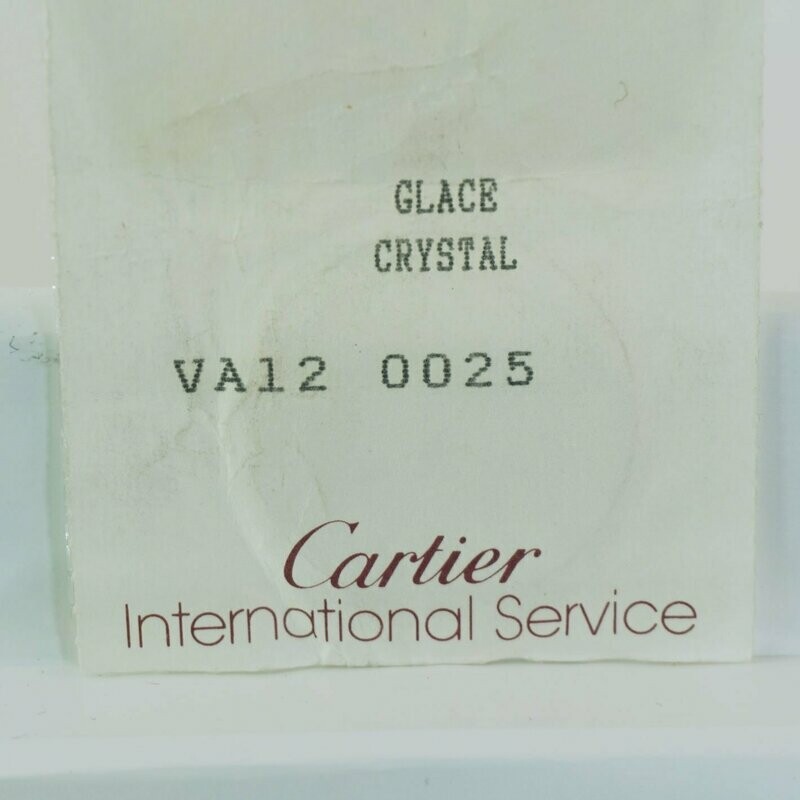 GLACE
CRYSTAL
VA12 0025
Cartier
International Service